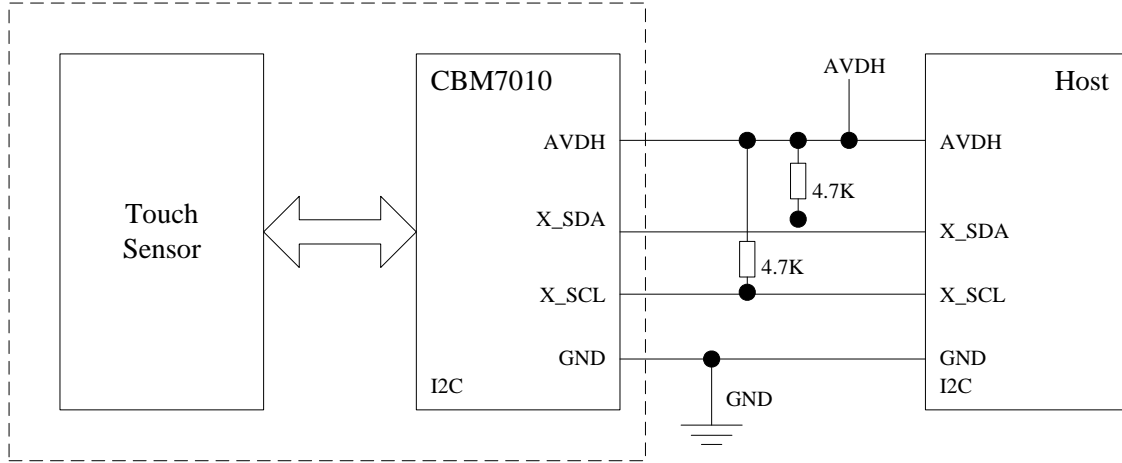 Touch
Sensor
CBM7010
AVDH
X_SDA
X_SCL
GND
I2C
AVDH
4.7K
4.7K
GND
Host
AVDH
X_SDA
X_SCL
GND
I2C